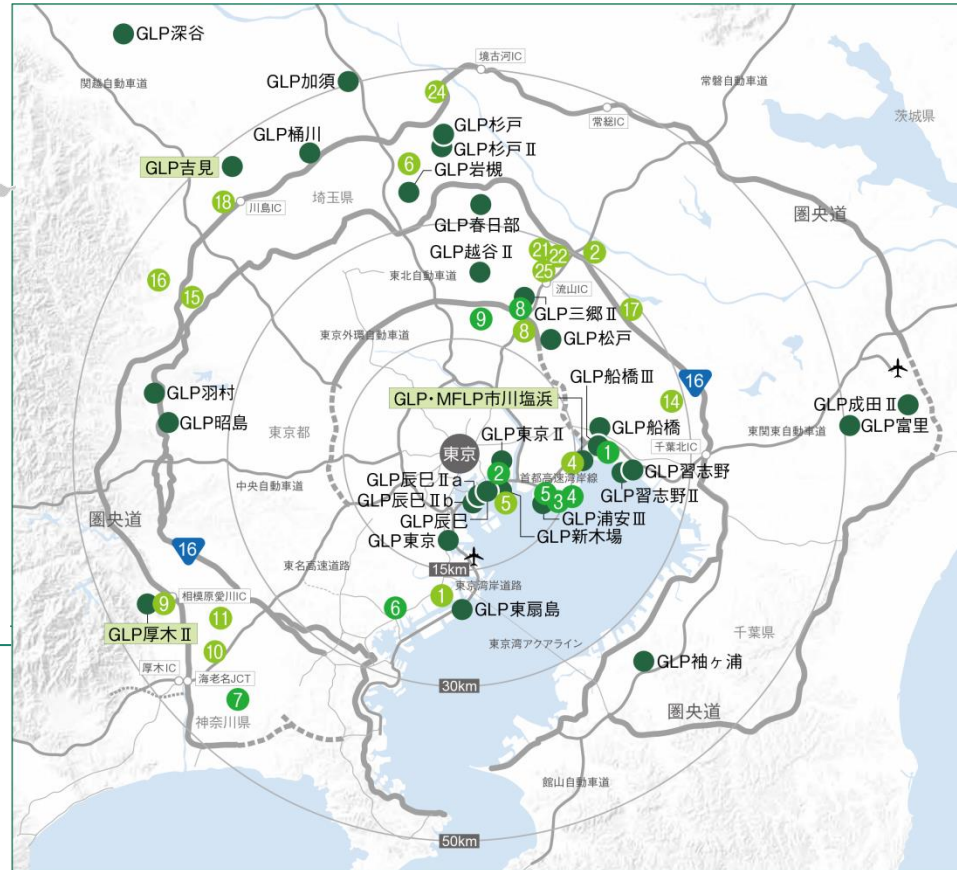 GLP深谷
境古河IC
関越自動車道
GLP加須
常磐自動車道
24
常総IC
茨城県
GLP桶川
GLP杉戸
GLP杉戸Ⅱ
GLP吉見
6
GLP岩槻
18
川島IC
埼玉県
GLP春日部
圏央道
21
22
2
GLP越谷Ⅱ
16
東北自動車道
25
流山IC
15
8
GLP三郷Ⅱ
17
9
東京外環自動車道
8
GLP松戸
GLP船橋Ⅲ
16
GLP羽村
GLP・MFLP市川塩浜
14
GLP成田Ⅱ
GLP昭島
GLP東京Ⅱ
GLP船橋
GLP富里
東京都
東京
1
千葉北IC
東関東自動車道
4
GLP習志野
中央自動車道
GLP辰巳Ⅱa
2
首都高速湾岸線
GLP習志野Ⅱ
GLP辰巳Ⅱb
5
5
3
4
GLP辰巳
GLP浦安Ⅲ
圏央道
GLP東京
GLP新木場
16
東名高速道路
15km
東京湾岸道路
相模原愛川IC
9
1
11
6
GLP東扇島
GLP厚木Ⅱ
10
東京湾アクアライン
千葉県
厚木IC
海老名JCT
GLP袖ヶ浦
30km
7
神奈川県
圏央道
館山自動車道
50km